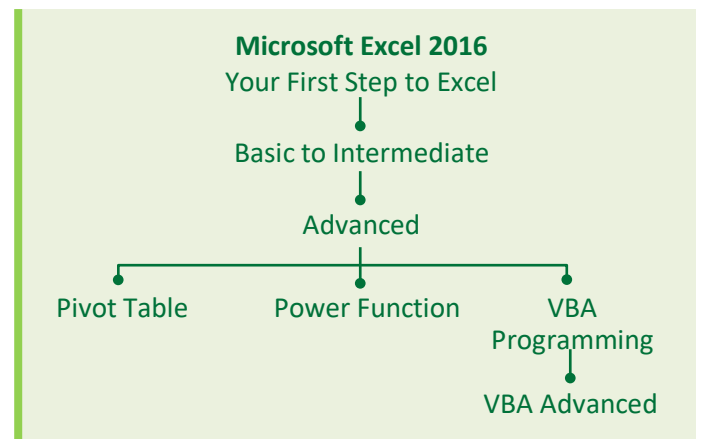 Microsoft Excel 2016
Your First Step to Excel
Basic to Intermediate
Advanced
Pivot Table
Power Function
VBA
Programming
VBA Advanced